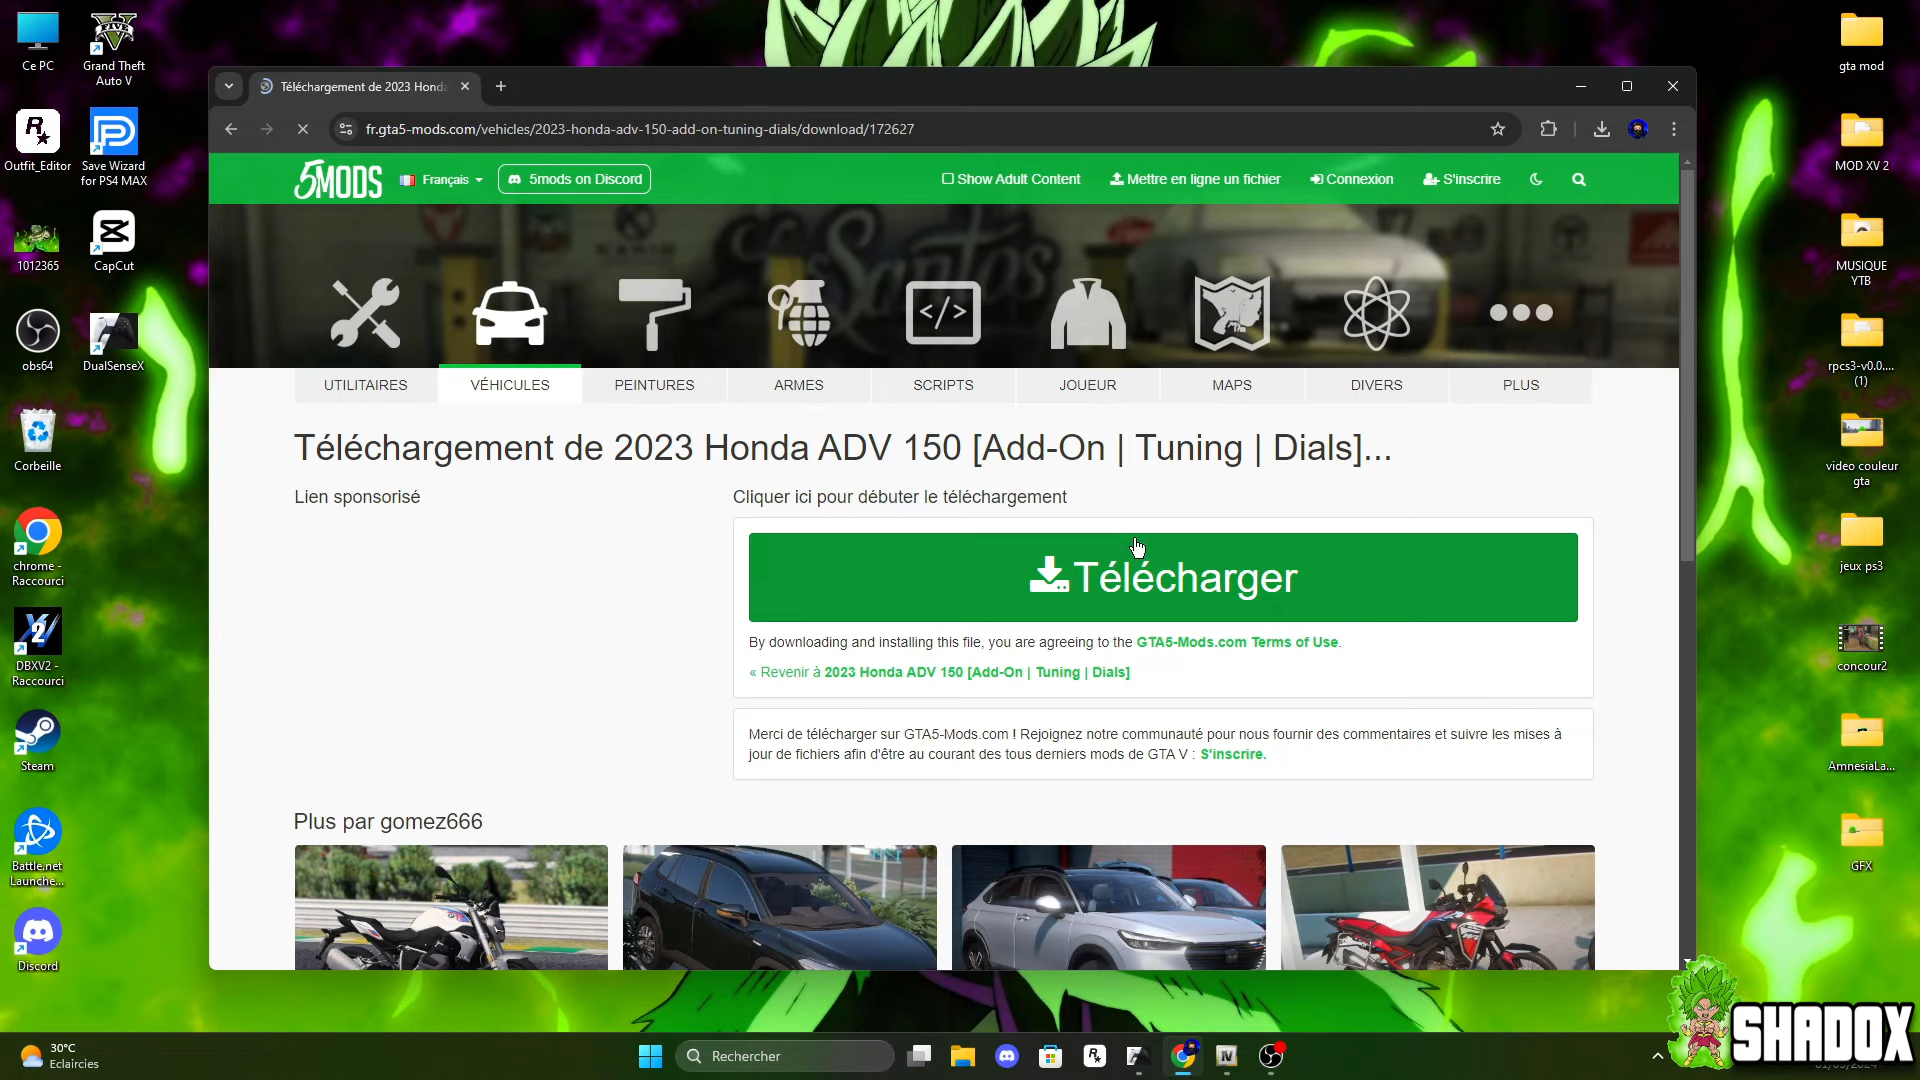 Ce PC
Grand Theft
Auto V
Outfit_Editor
Save Wizard
for PS4 MAX
1012365
CapCut
obs64
DualSenseX
Corbeille
chrome -
Raccourci
DBXV2 -
Raccourci
Steam
Battle.net
Launche...
Discord
Téléchargement de 2023 Honda
fr.gta5-mods.com/vehicles/2023-honda-adv-150-add-on-tuning-dials/download/172627
5MODS
Français
5mods on Discord
Show Adult Content
Mettre en ligne un fichier
Connexion
S'inscrire
UTILITAIRES
VÉHICULES
PEINTURES
ARMES
SCRIPTS
JOUEUR
MAPS
DIVERS
PLUS
Téléchargement de 2023 Honda ADV 150 [Add-On | Tuning | Dials]...
Lien sponsorisé
Cliquer ici pour débuter le téléchargement
Télécharger
By downloading and installing this file, you are agreeing to the GTA5-Mods.com Terms of Use.
« Revenir à 2023 Honda ADV 150 [Add-On | Tuning | Dials]
Merci de télécharger sur GTA5-Mods.com ! Rejoignez notre communauté pour nous fournir des commentaires et suivre les mises à
jour de fichiers afin d'être au courant des tous derniers mods de GTA V : S'inscrire.
Plus par gomez666
gta mod
MOD XV 2
MUSIQUE
YTB
rpcs3-v0.0....
(1)
video couleur
gta
jeux ps3
concour2
AmnesiaLa...
GFX
SHADOX
30°C
Eclaircies
Rechercher